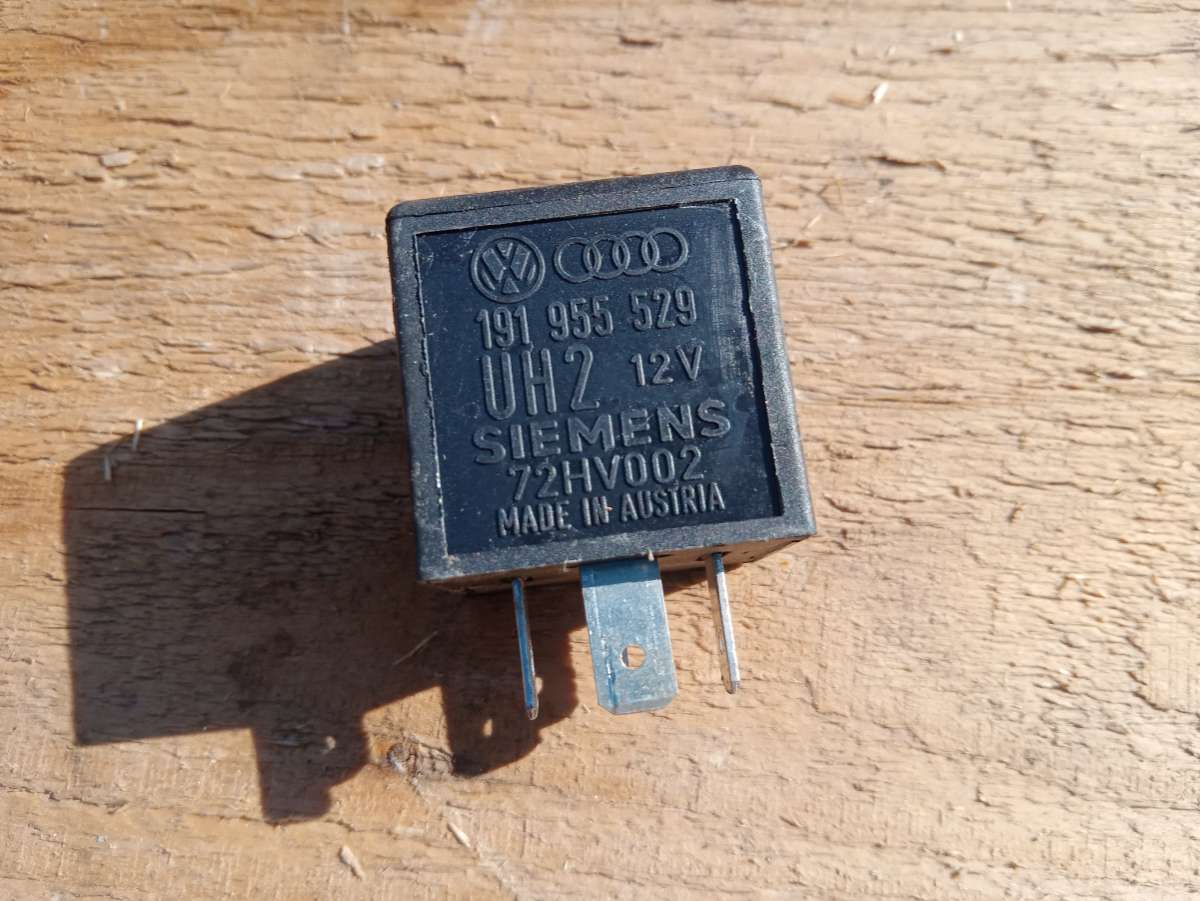 191 955 529
UH2 12V
SIEMENS
72HV002
MADE IN AUSTRIA